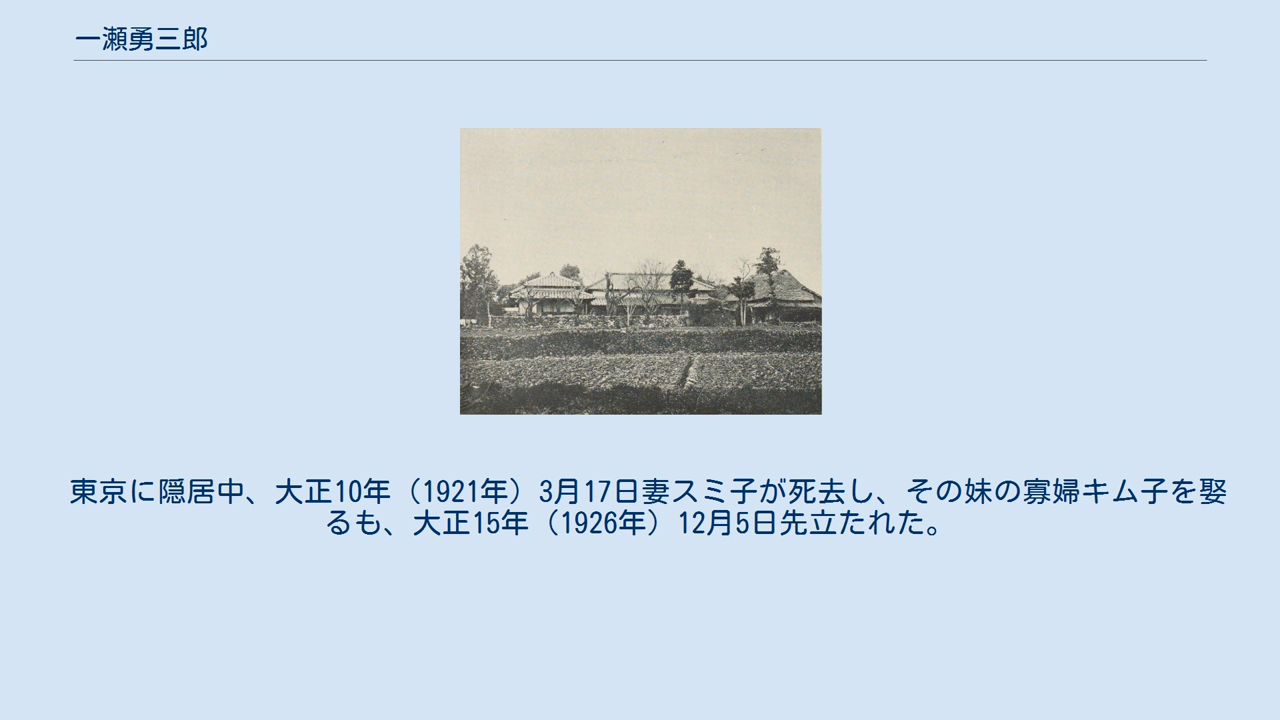 一瀬勇三郎
東京に隠居中、大正10年（1921年）3月17日妻スミ子が死去し、その妹の寡婦キム子を娶
るも、大正15年（1926年）12月5日先立たれた。